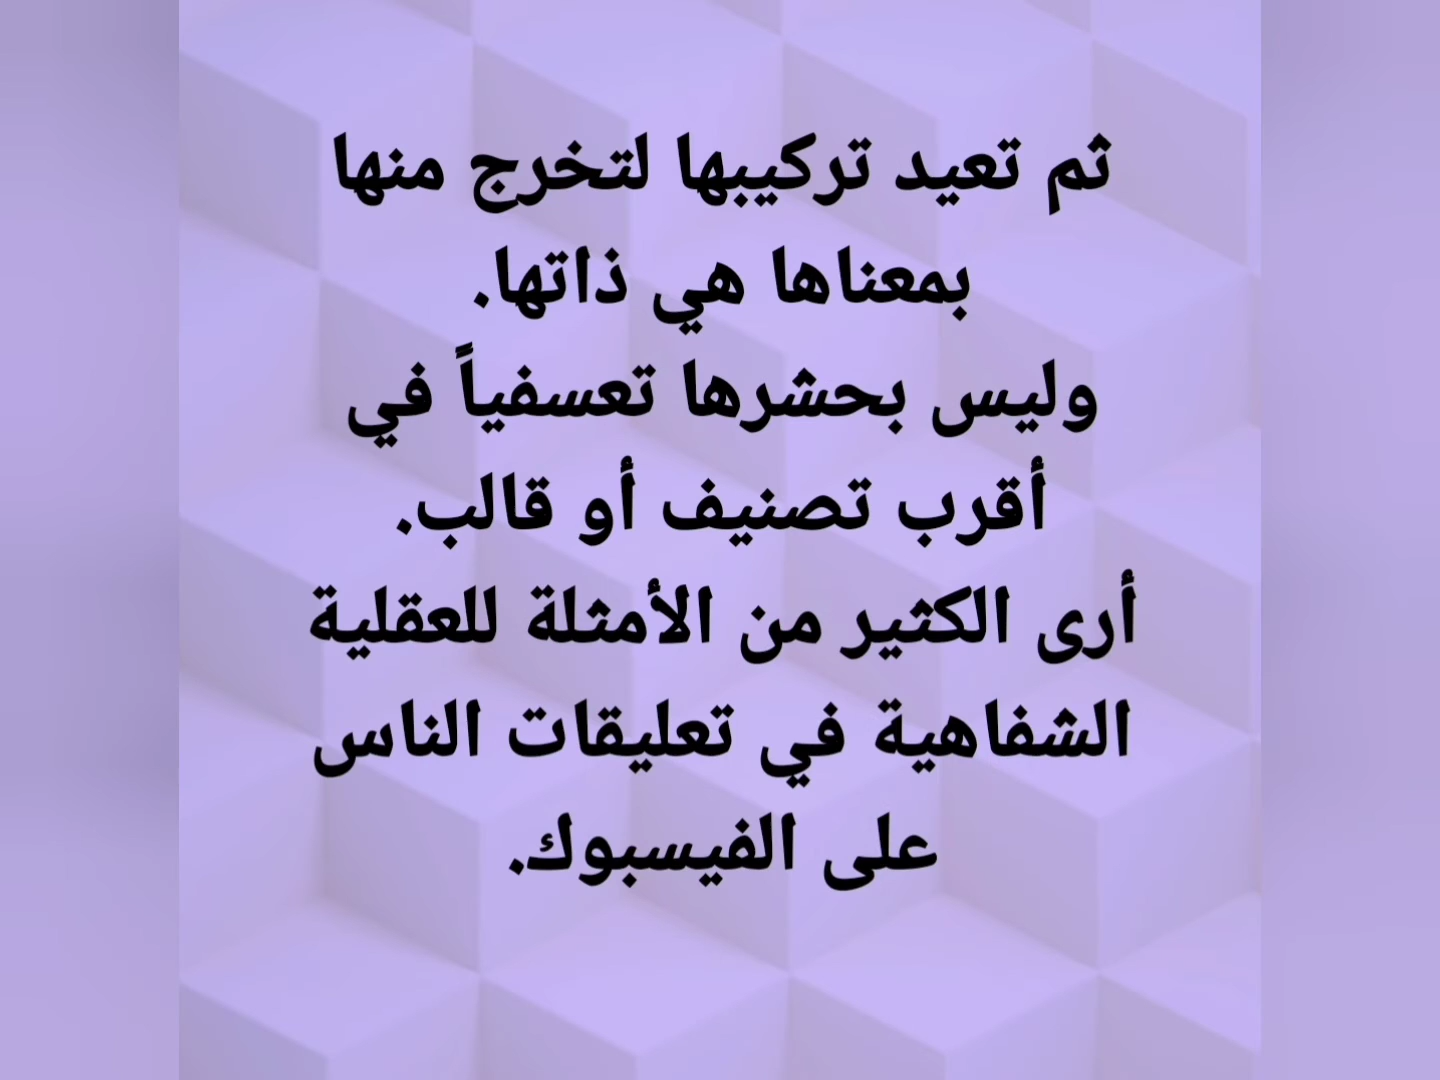 ثم تعيد تركيبها لتخرج منها
بمعناها هي ذاتها.
وليس بحشرها تعسفياً في
أقرب تصنيف أو قالب.
أرى الكثير من الأمثلة للعقلية
الشفاهية في تعليقات الناس
على الفيسبوك.